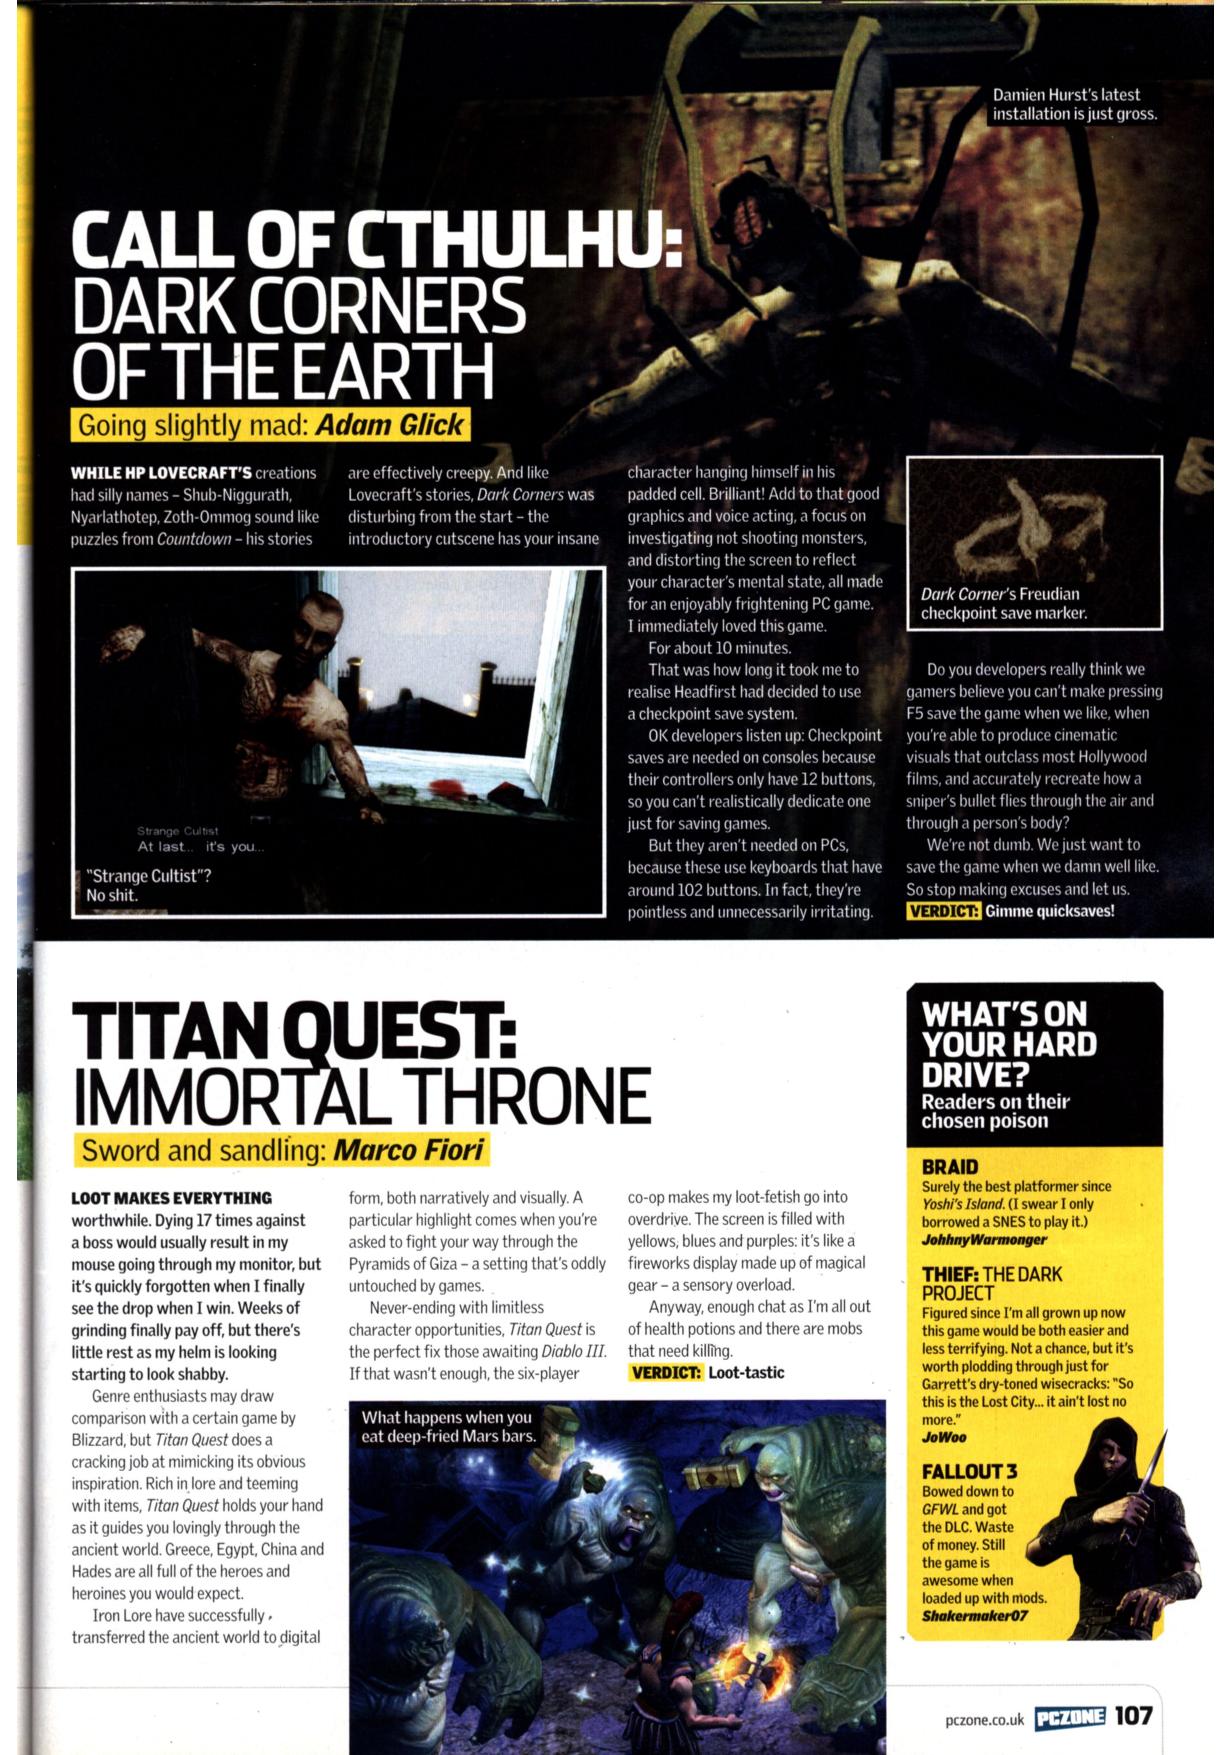 Damien Hurst's latest
installation is just gross.
CALL OF CTHULHU:
DARK CORNERS
OF THE EARTH
Going slightly mad: Adam Glick
WHILE HP LOVECRAFT'S creations
had silly names – Shub-Niggurath,
Nyarlathotep, Zoth-Ommog sound like
puzzles from Countdown – his stories
are effectively creepy. And like
Lovecraft's stories, Dark Corners was
disturbing from the start – the
introductory cutscene has your insane
character hanging himself in his
padded cell. Brilliant! Add to that good
graphics and voice acting, a focus on
investigating not shooting monsters,
and distorting the screen to reflect
your character's mental state, all made
for an enjoyably frightening PC game.
I immediately loved this game.
For about 10 minutes.
That was how long it took me to
realise Headfirst had decided to use
a checkpoint save system.
OK developers listen up: Checkpoint
saves are needed on consoles because
their controllers only have 12 buttons,
so you can't realistically dedicate one
just for saving games.
But they aren't needed on PCs,
because these use keyboards that have
around 102 buttons. In fact, they're
pointless and unnecessarily irritating.
Dark Corner's Freudian
checkpoint save marker.
Do you developers really think we
gamers believe you can't make pressing
F5 save the game when we like, when
you're able to produce cinematic
visuals that outclass most Hollywood
films, and accurately recreate how a
sniper's bullet flies through the air and
through a person's body?
We're not dumb. We just want to
save the game when we damn well like.
So stop making excuses and let us.
VERDICT: Gimme quicksaves!
Strange Cultist
At last... it's you...
"Strange Cultist"?
No shit.
TITAN QUEST:
IMMORTAL THRONE
Sword and sandling: Marco Fiori
LOOT MAKES EVERYTHING
worthwhile. Dying 17 times against
a boss would usually result in my
mouse going through my monitor, but
it's quickly forgotten when I finally
see the drop when I win. Weeks of
grinding finally pay off, but there's
little rest as my helm is looking
starting to look shabby.
Genre enthusiasts may draw
comparison with a certain game by
Blizzard, but Titan Quest does a
cracking job at mimicking its obvious
inspiration. Rich in lore and teeming
with items, Titan Quest holds your hand
as it guides you lovingly through the
ancient world. Greece, Egypt, China and
Hades are all full of the heroes and
heroines you would expect.
Iron Lore have successfully
transferred the ancient world to digital
form, both narratively and visually. A
particular highlight comes when you're
asked to fight your way through the
Pyramids of Giza – a setting that's oddly
untouched by games.
Never-ending with limitless
character opportunities, Titan Quest is
the perfect fix those awaiting Diablo III.
If that wasn't enough, the six-player
co-op makes my loot-fetish go into
overdrive. The screen is filled with
yellows, blues and purples: it's like a
fireworks display made up of magical
gear – a sensory overload.
Anyway, enough chat as I'm all out
of health potions and there are mobs
that need killing.
VERDICT: Loot-tastic
What happens when you
eat deep-fried Mars bars.
WHAT'S ON
YOUR HARD
DRIVE?
Readers on their
chosen poison
BRAID
Surely the best platformer since
Yoshi's Island. (I swear I only
borrowed a SNES to play it.)
JohhnyWarmonger
THIEF: THE DARK
PROJECT
Figured since I'm all grown up now
this game would be both easier and
less terrifying. Not a chance, but it's
worth plodding through just for
Garrett's dry-toned wisecracks: "So
this is the Lost City... it ain't lost no
more."
JoWoo
FALLOUT 3
Bowed down to
GFWL and got
the DLC. Waste
of money. Still
the game is
awesome when
loaded up with mods.
Shakermaker07
pczone.co.uk PCZONE 107